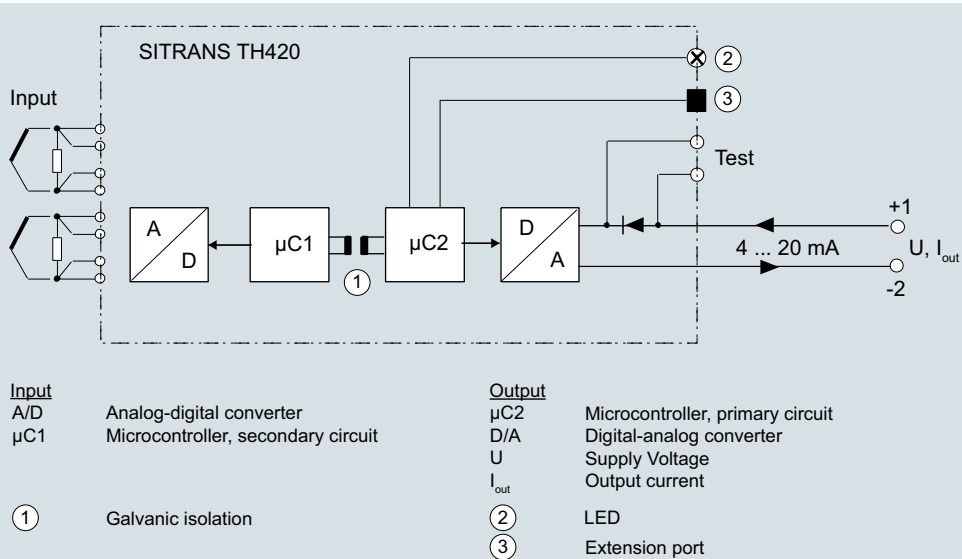 SITRANS TH420
②
③
Input
Test
A
D
µC1
µC2
D
A
①
+1
4 ... 20 mA
U, Iout
-2
Input
A/D Analog-digital converter
µC1 Microcontroller, secondary circuit
① Galvanic isolation
Output
µC2 Microcontroller, primary circuit
D/A Digital-analog converter
U Supply Voltage
Iout Output current
② LED
③ Extension port